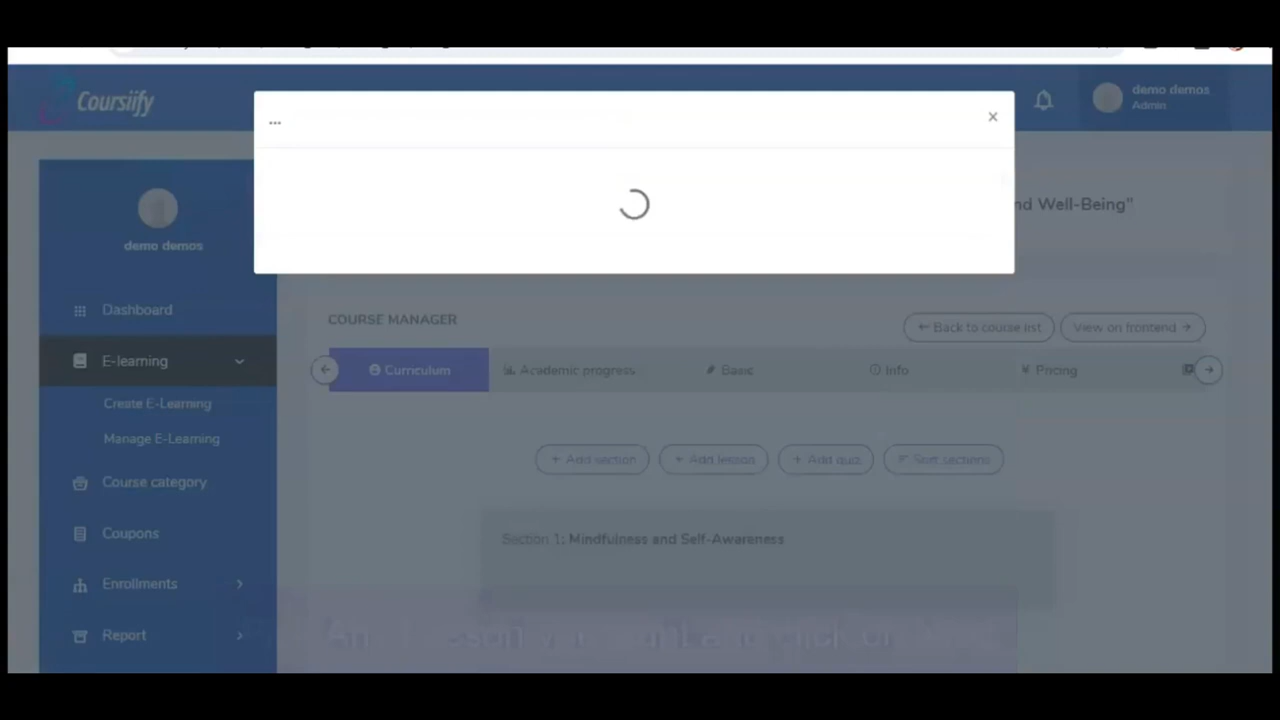 Coursiify
demo demos
Admin
...
×
nd Well-Being"
demo demos
Dashboard
E-learning
Create E-Learning
Manage E-Learning
Course category
Coupons
Enrollments
Report
COURSE MANAGER
← Back to course list
View on frontend →
Curriculum
Academic progress
Basic
Info
Pricing
+ Add section
+ Add lesson
+ Add quiz
Sort sections
Section 1: Mindfulness and Self-Awareness